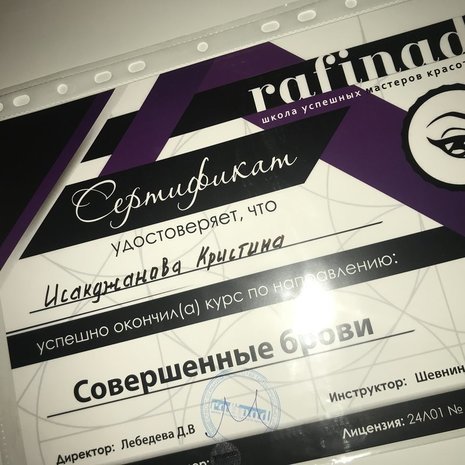 rafinad
школа успешных мастеров красот
Сертификат
удостоверяет, что
Исакджанова Кристина
успешно окончил(а) курс по направлению:
Совершенные брови
Директор: Лебедева Д.В
Инструктор: Шевнин
Лицензия: 24Л01 №